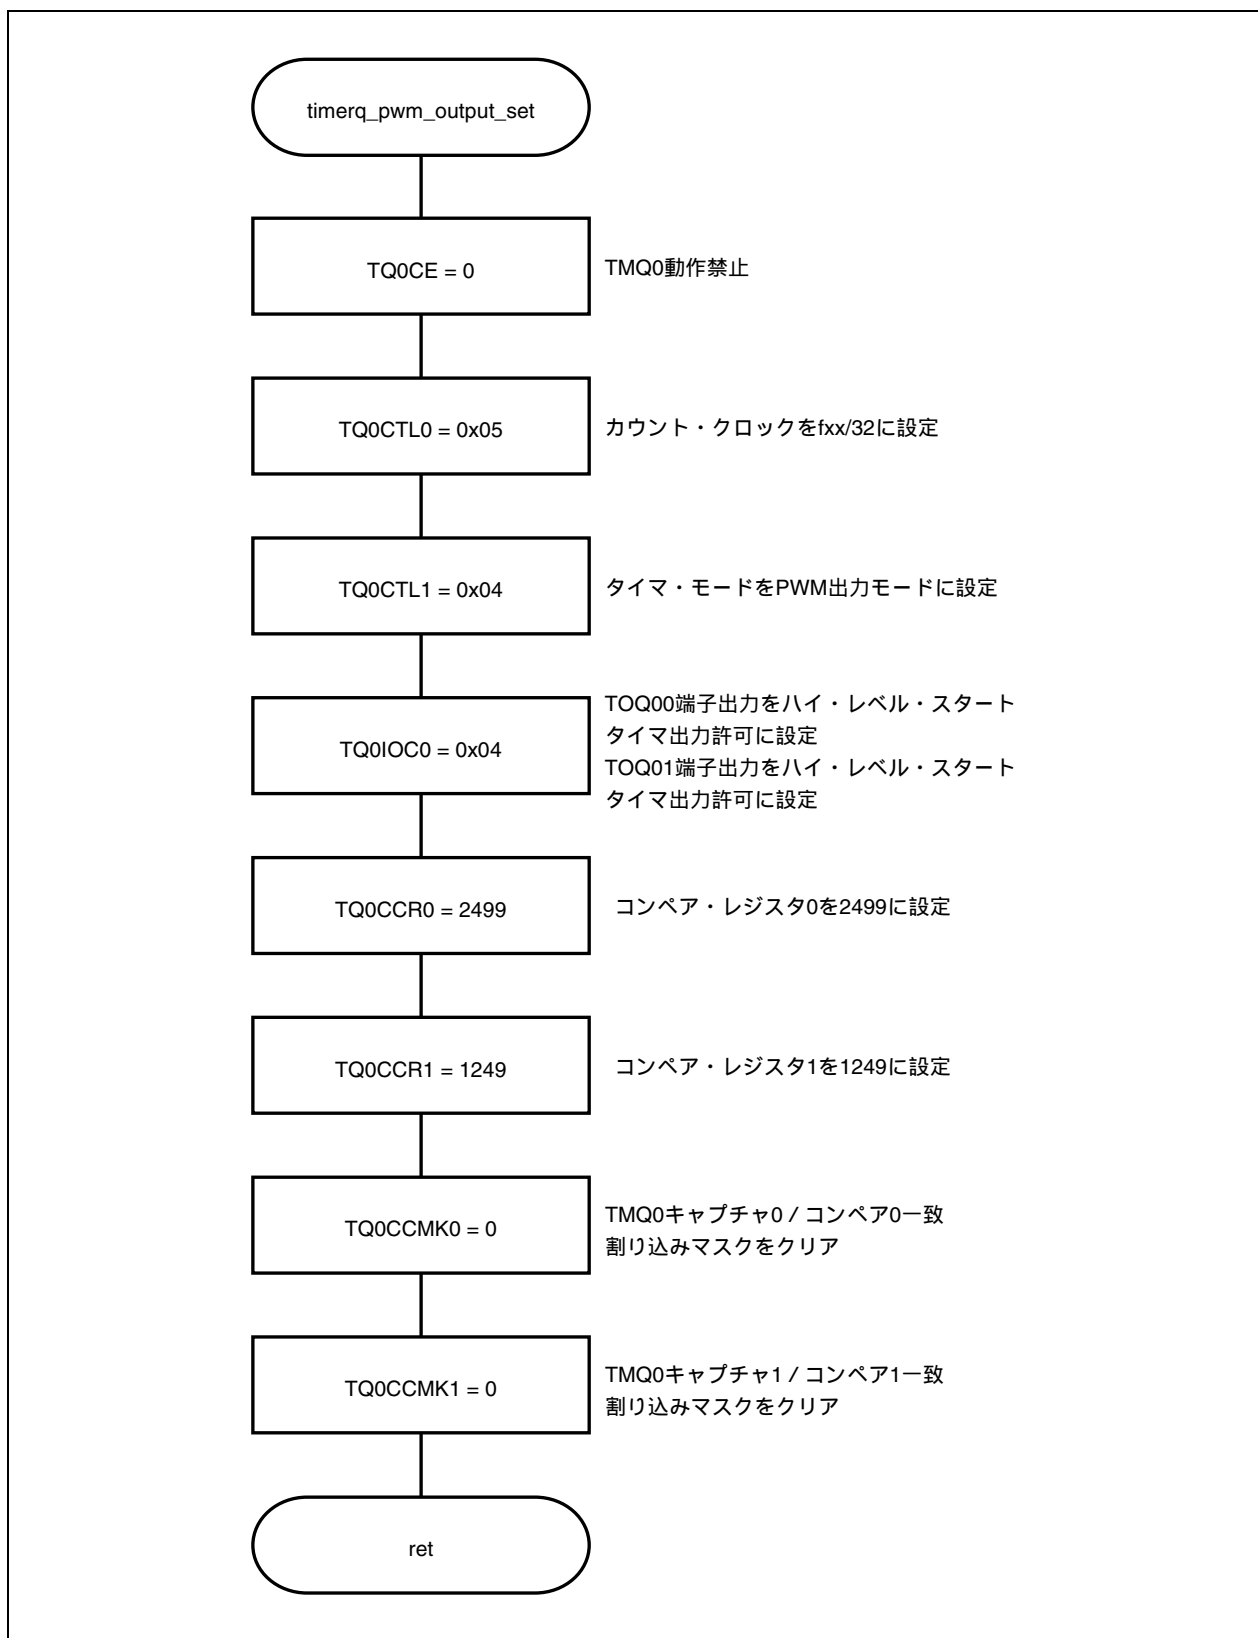 timerq_pwm_output_set
TQ0CE = 0
TMQ0動作禁止
TQ0CTL0 = 0x05
カウント・クロックをfxx/32に設定
TQ0CTL1 = 0x04
タイマ・モードをPWM出力モードに設定
TQ0IOC0 = 0x04
TOQ00端子出力をハイ・レベル・スタート
タイマ出力許可に設定
TOQ01端子出力をハイ・レベル・スタート
タイマ出力許可に設定
TQ0CCR0 = 2499
コンペア・レジスタ0を2499に設定
TQ0CCR1 = 1249
コンペア・レジスタ1を1249に設定
TQ0CCMK0 = 0
TMQ0キャプチャ0 / コンペア0一致
割り込みマスクをクリア
TQ0CCMK1 = 0
TMQ0キャプチャ1 / コンペア1一致
割り込みマスクをクリア
ret